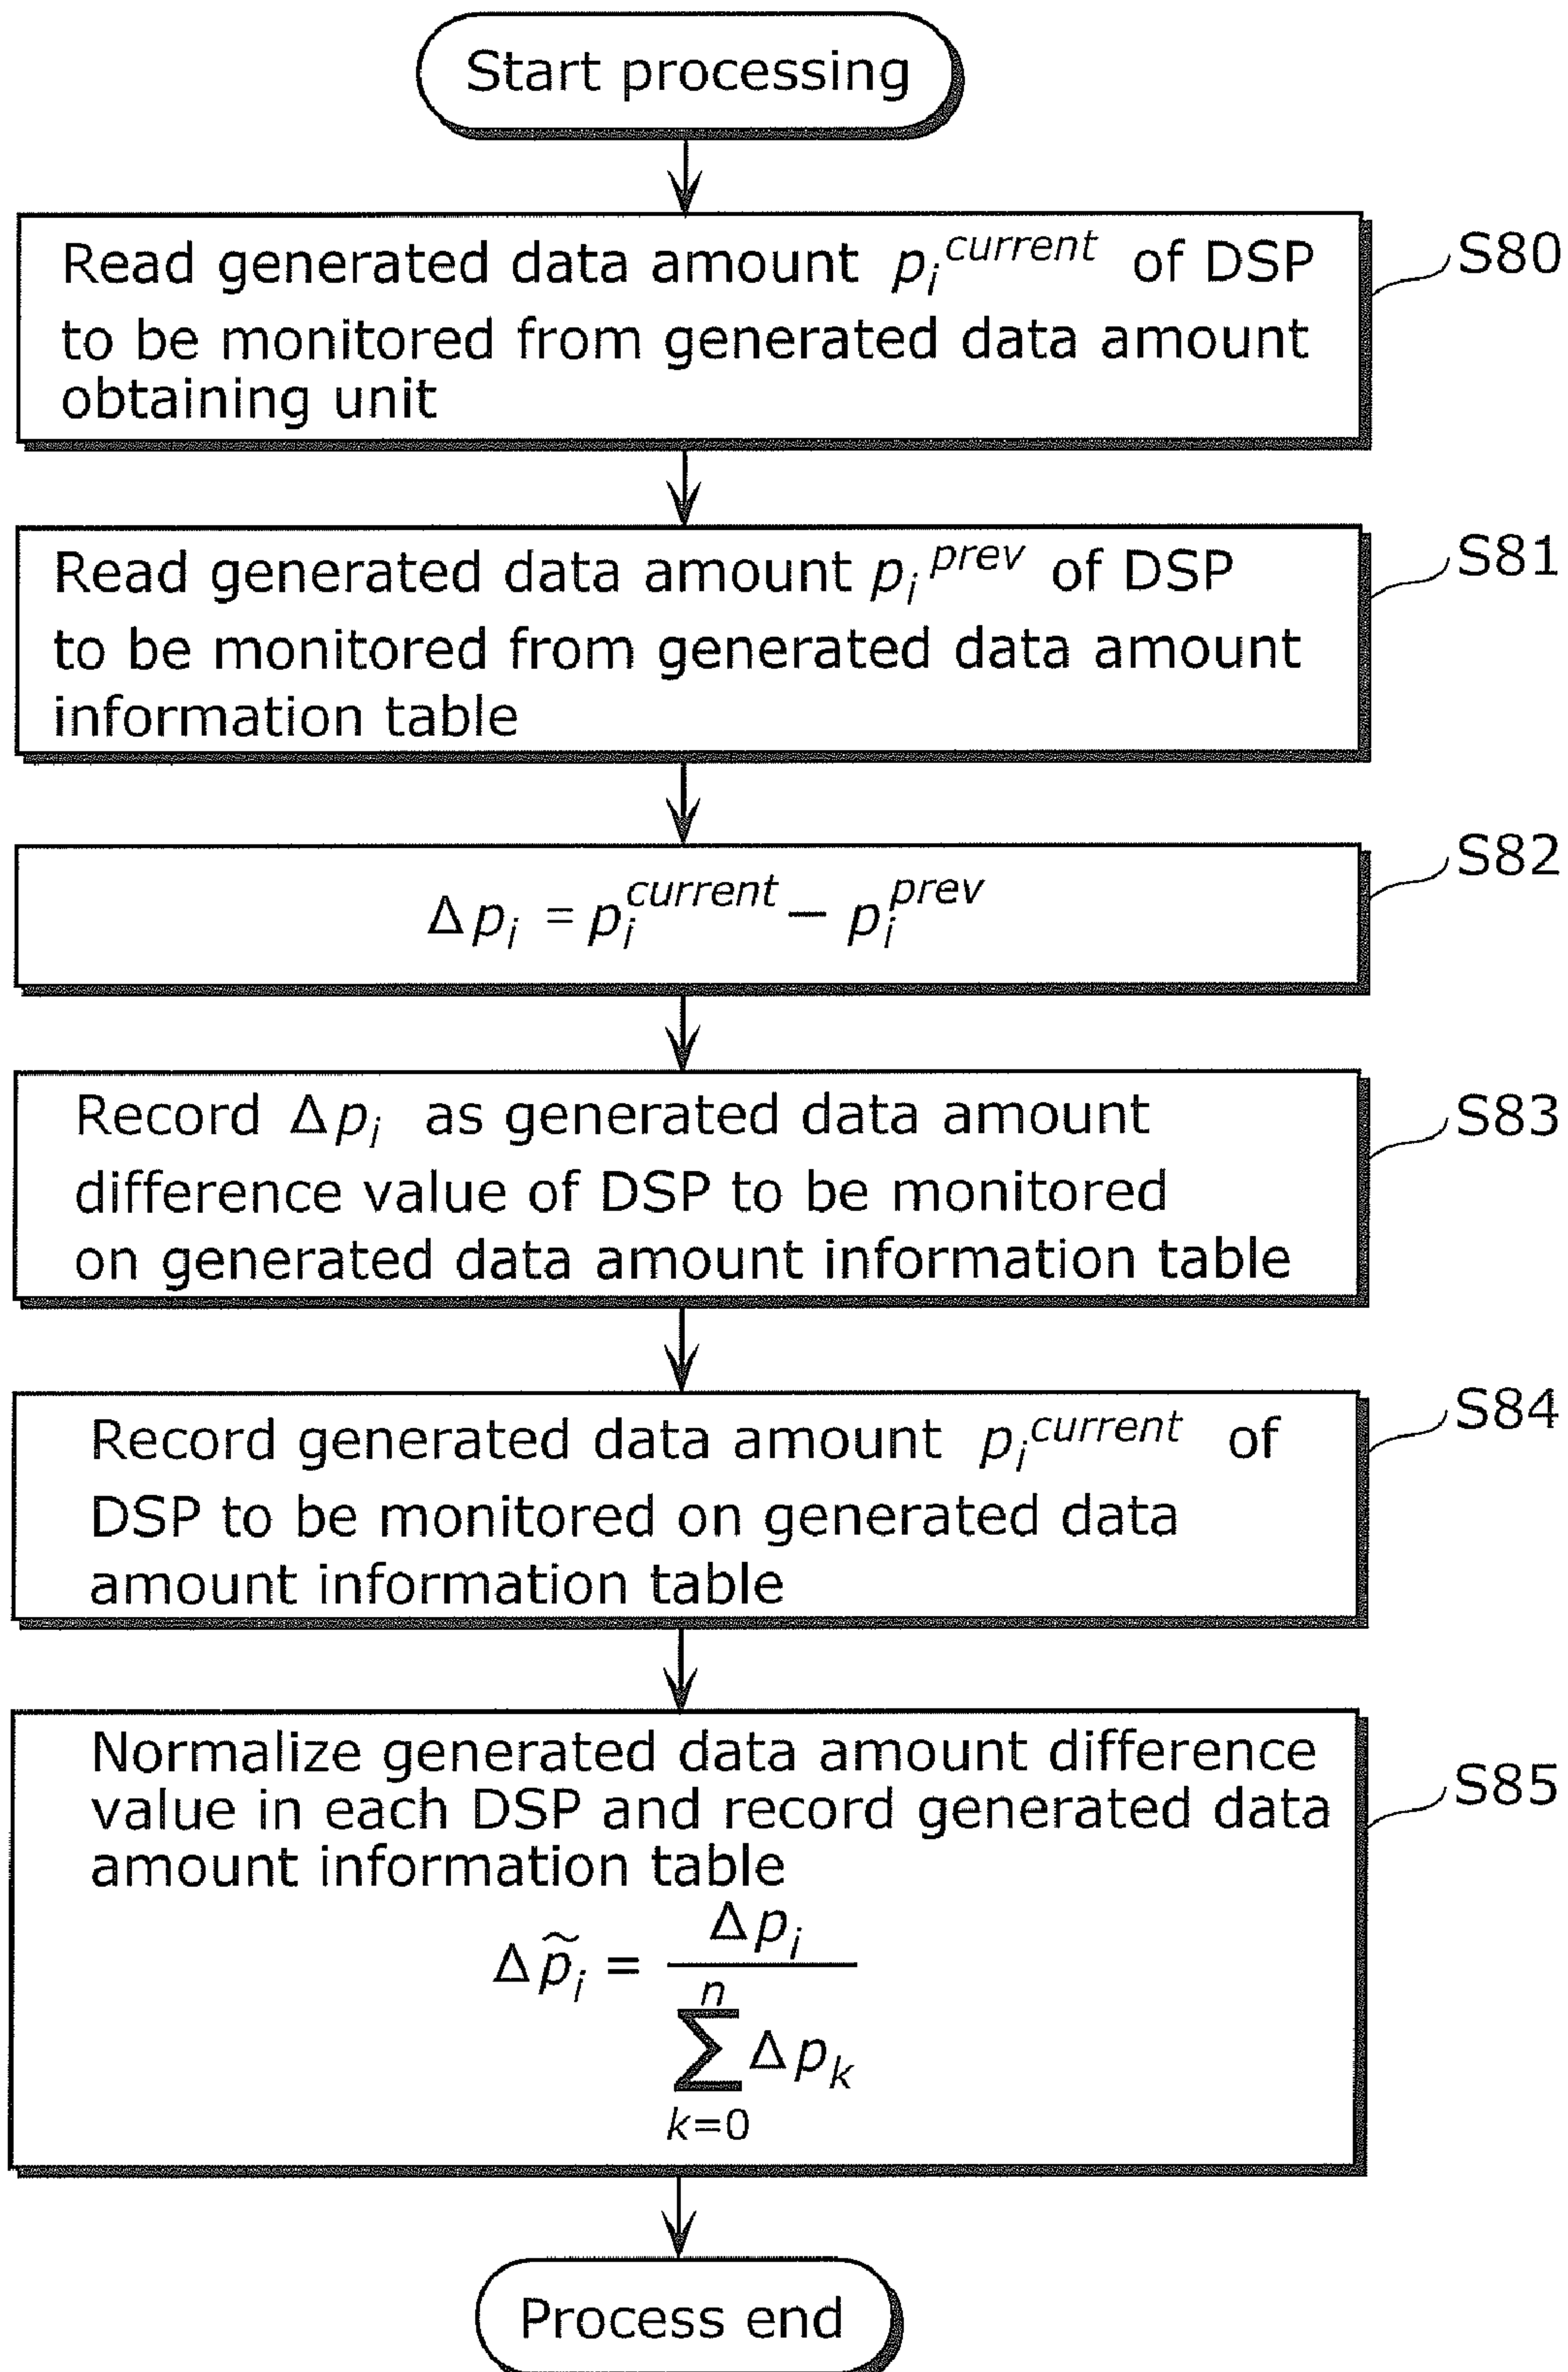 Start processing
Read generated data amount p_i^current of DSP
to be monitored from generated data amount
obtaining unit
S80
Read generated data amount p_i^prev of DSP
to be monitored from generated data amount
information table
S81
Δp_i = p_i^current − p_i^prev
S82
Record Δp_i as generated data amount
difference value of DSP to be monitored
on generated data amount information table
S83
Record generated data amount p_i^current of
DSP to be monitored on generated data
amount information table
S84
Normalize generated data amount difference
value in each DSP and record generated data
amount information table
S85
Δp̃_i = Δp_i / ∑_{k=0}^{n} Δp_k
Process end